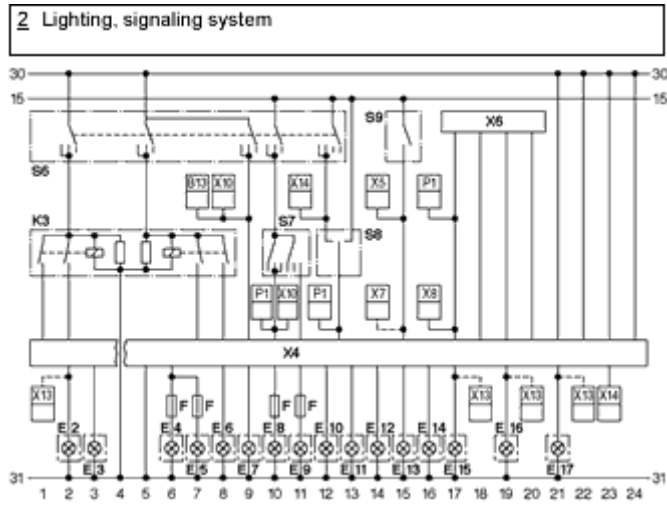 2 Lighting, signaling system
30 30
15 15
S9 X6
S6
B13 X10 X14 X5 P1
K3 S7 S8
P1 X10 P1 X7 X8
X4
X13 X13 X13 X13 X14
F F F F
E 2 E 4 E 6 E 8 E 10 E 12 E 14 E 16
E 3 E 5 E 7 E 9 E 11 E 13 E 15 E 17
31 31
1 2 3 4 5 6 7 8 9 10 11 12 13 14 15 16 17 18 19 20 21 22 23 24